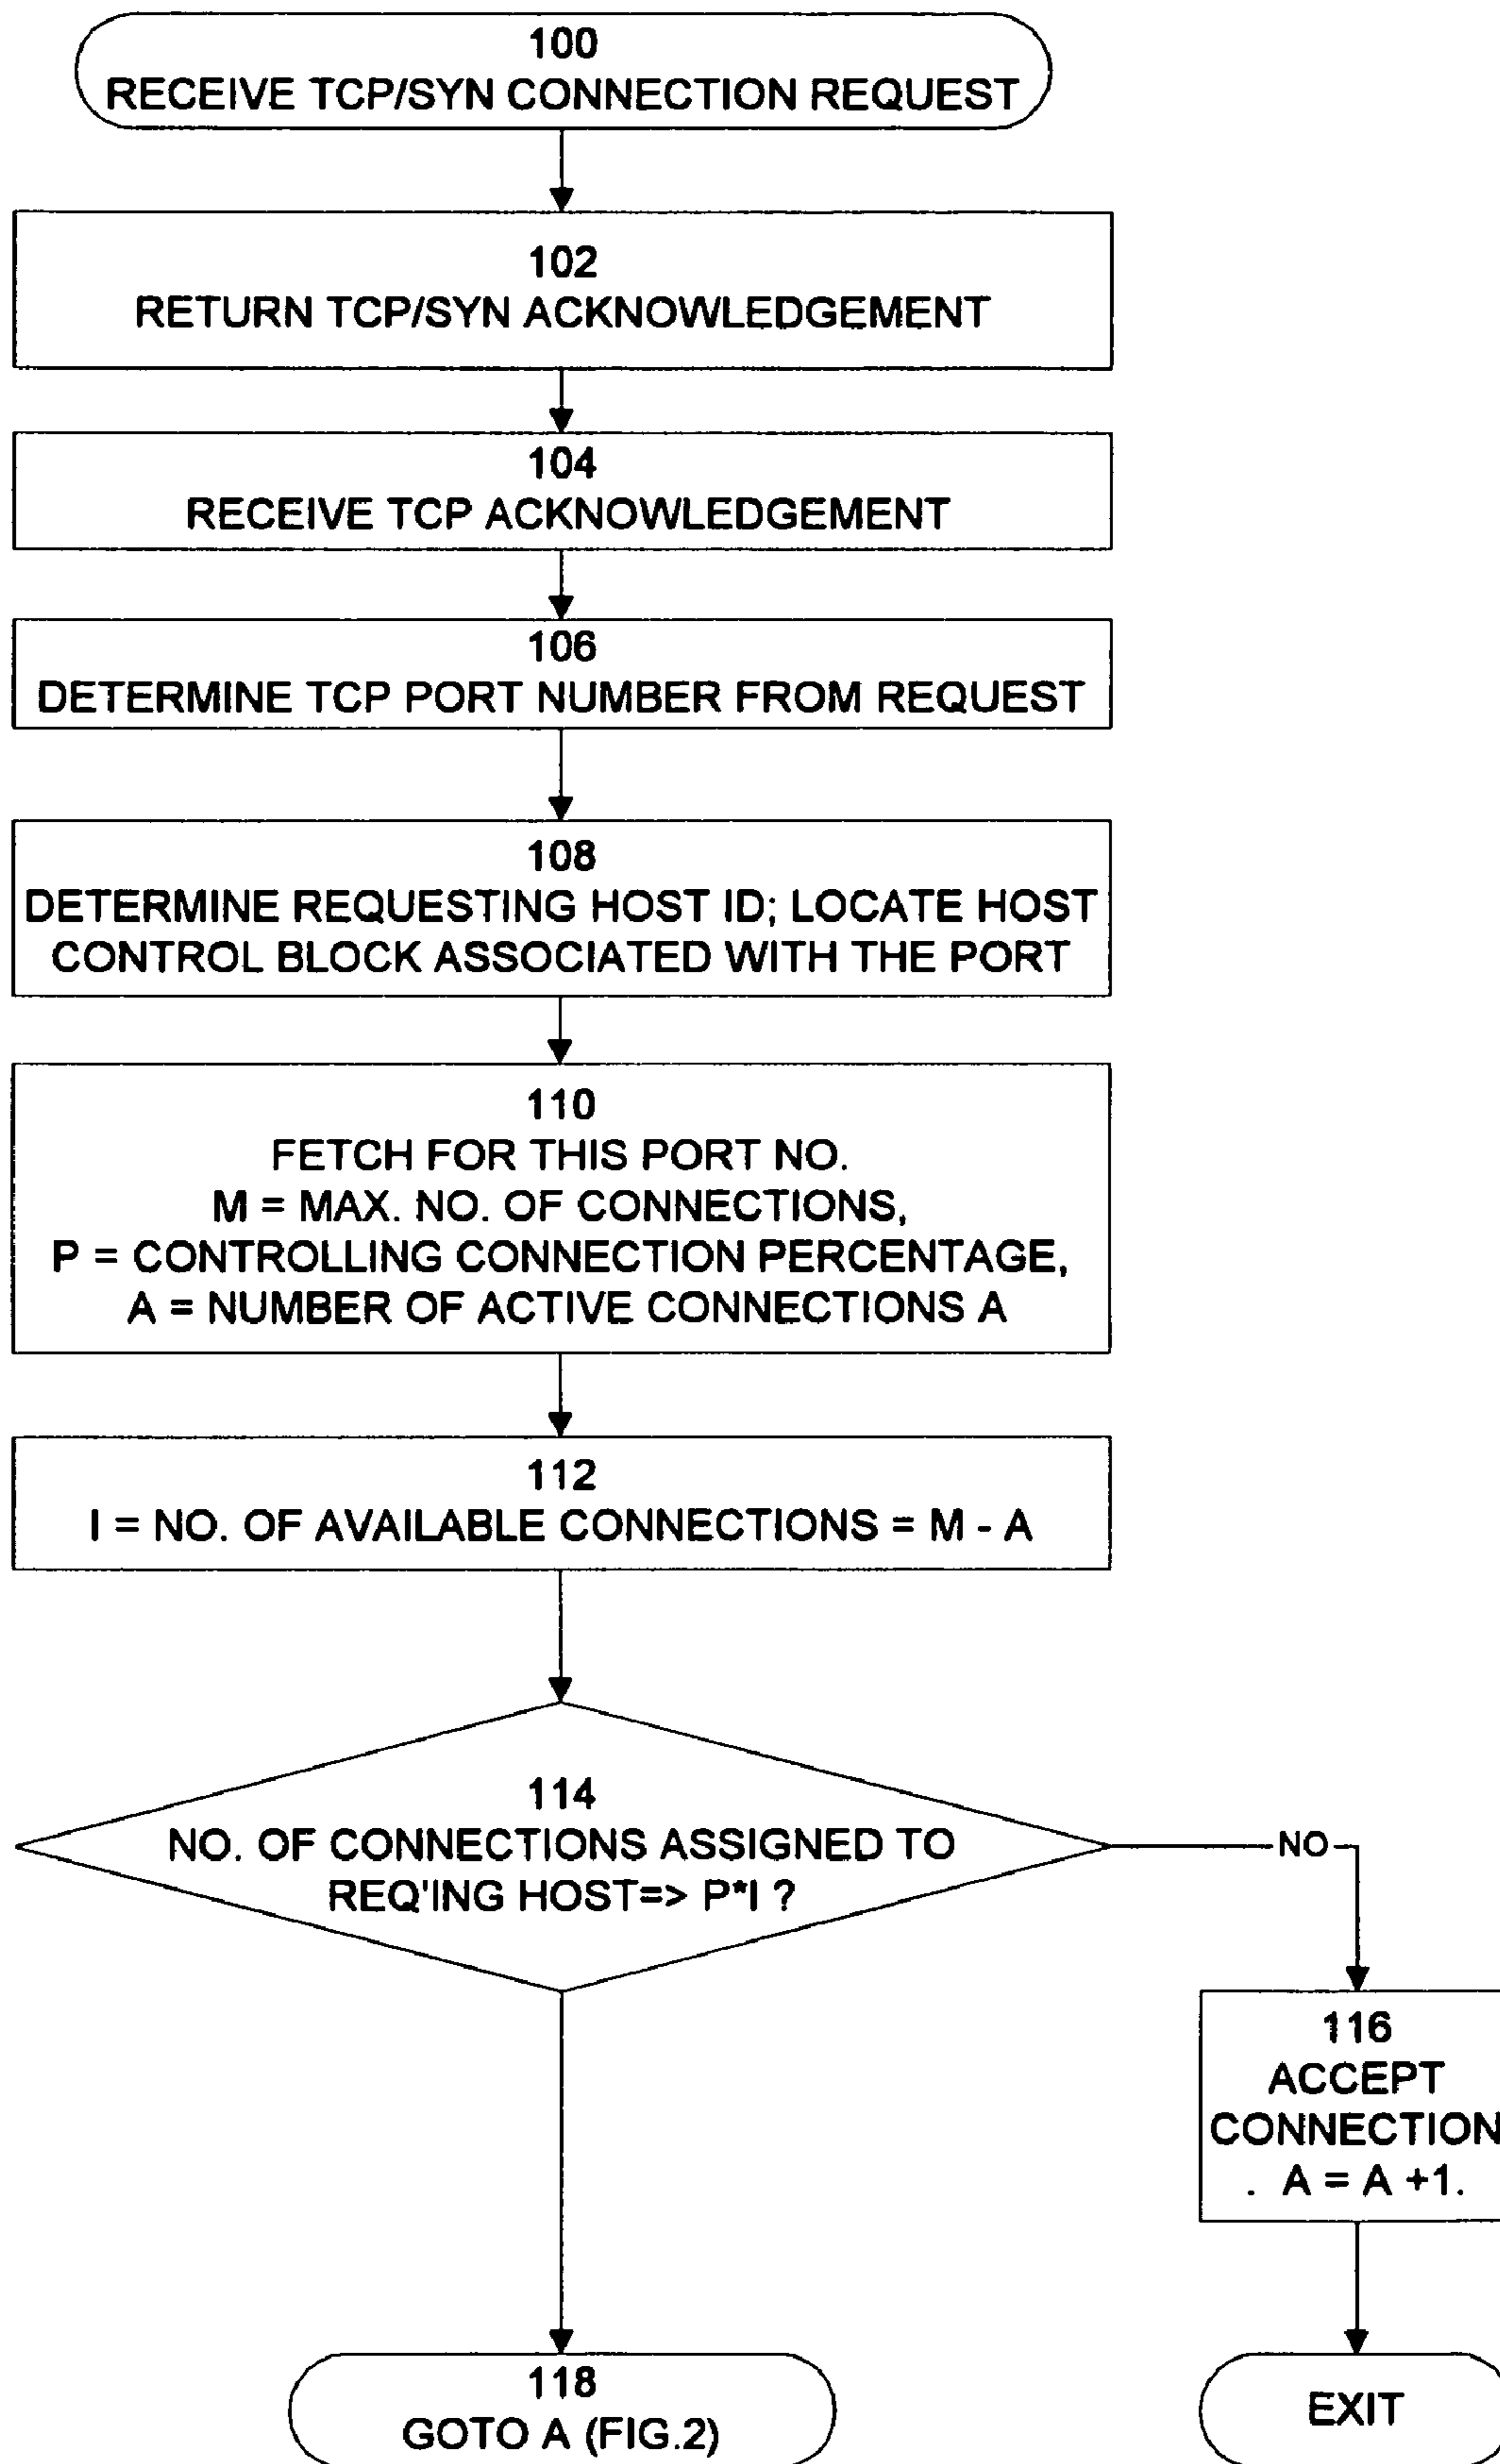 100
RECEIVE TCP/SYN CONNECTION REQUEST
102
RETURN TCP/SYN ACKNOWLEDGEMENT
104
RECEIVE TCP ACKNOWLEDGEMENT
106
DETERMINE TCP PORT NUMBER FROM REQUEST
108
DETERMINE REQUESTING HOST ID; LOCATE HOST
CONTROL BLOCK ASSOCIATED WITH THE PORT
110
FETCH FOR THIS PORT NO.
M = MAX. NO. OF CONNECTIONS,
P = CONTROLLING CONNECTION PERCENTAGE,
A = NUMBER OF ACTIVE CONNECTIONS A
112
I = NO. OF AVAILABLE CONNECTIONS = M - A
114
NO. OF CONNECTIONS ASSIGNED TO
REQ'ING HOST=> P*I ?
NO
116
ACCEPT
CONNECTION
. A = A +1.
118
GOTO A (FIG.2)
EXIT